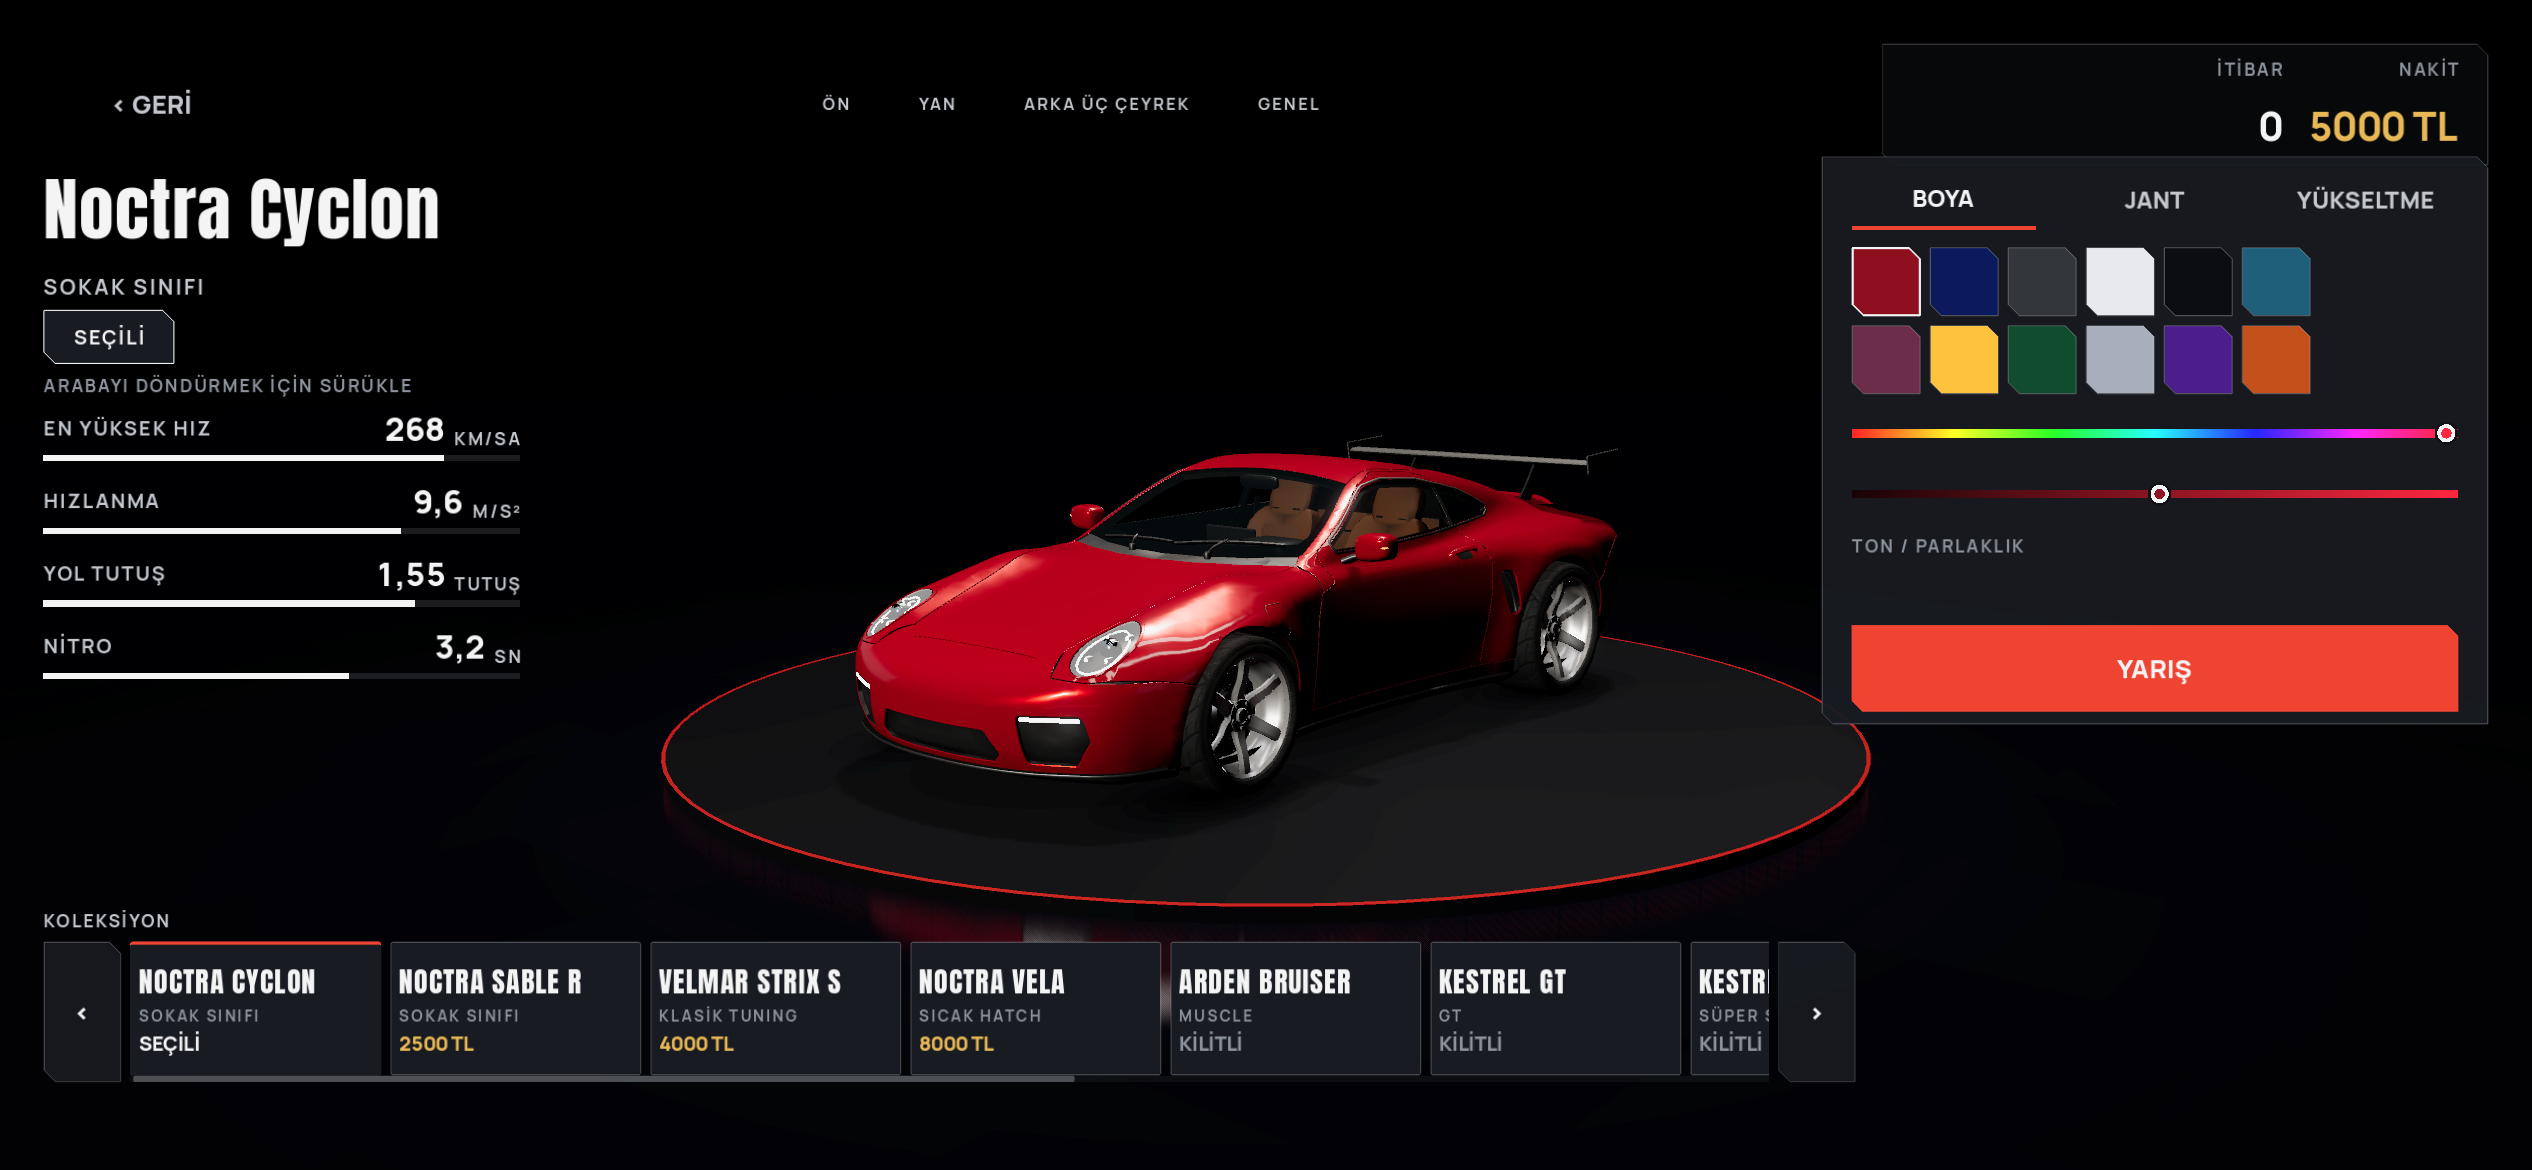 ‹ GERİ
ÖN YAN ARKA ÜÇ ÇEYREK GENEL
İTİBAR NAKİT
0 5000 TL
Noctra Cyclon
SOKAK SINIFI
SEÇİLİ
ARABAYI DÖNDÜRMEK İÇİN SÜRÜKLE
EN YÜKSEK HIZ 268 KM/SA
HIZLANMA 9,6 M/S²
YOL TUTUŞ 1,55 TUTUŞ
NİTRO 3,2 SN
BOYA JANT YÜKSELTME
TON / PARLAKLIK
YARIŞ
KOLEKSİYON
‹
NOCTRA CYCLON
SOKAK SINIFI
SEÇİLİ
NOCTRA SABLE R
SOKAK SINIFI
2500 TL
VELMAR STRIX S
KLASİK TUNING
4000 TL
NOCTRA VELA
SICAK HATCH
8000 TL
ARDEN BRUISER
MUSCLE
KİLİTLİ
KESTREL GT
GT
KİLİTLİ
KESTR
SÜPER S
KİLİTLİ
›